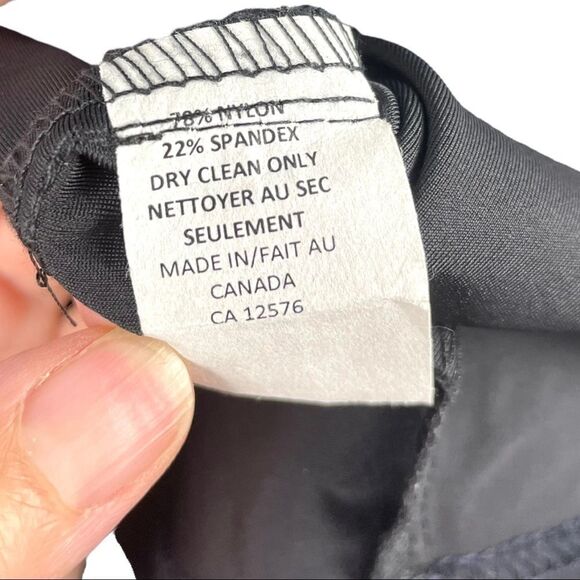 78% NYLON
22% SPANDEX
DRY CLEAN ONLY
NETTOYER AU SEC
SEULEMENT
MADE IN/FAIT AU
CANADA
CA 12576